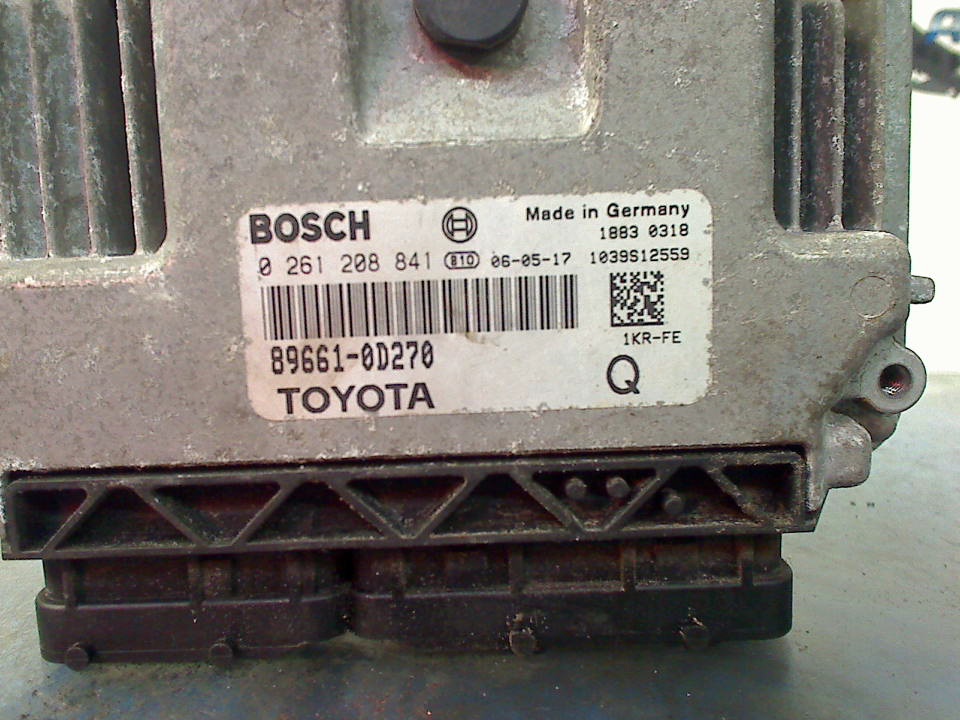 BOSCH
Made in Germany
1883 0318
0 261 208 841 B10 06-05-17 1039S12559
1KR-FE
89661-0D270
Q
TOYOTA